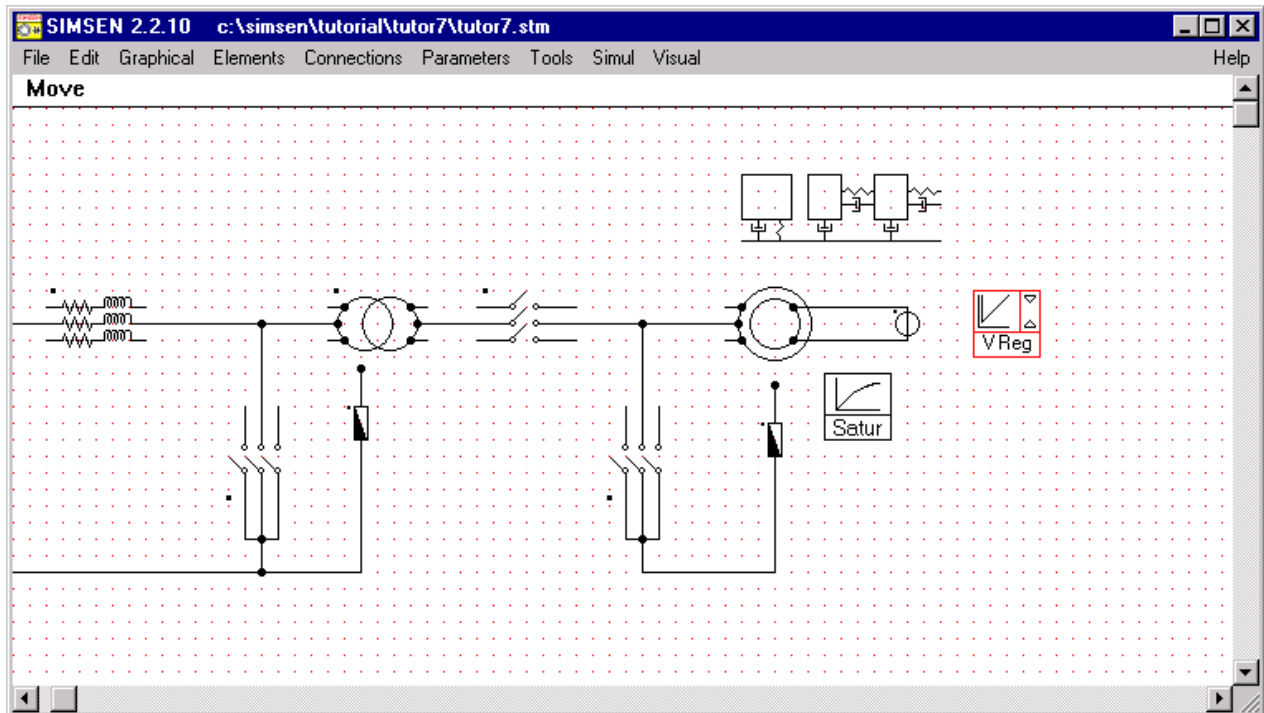 SIMSEN 2.2.10 c:\simsen\tutorial\tutor7\tutor7.stm
File Edit Graphical Elements Connections Parameters Tools Simul Visual Help
Move
V Reg
Satur